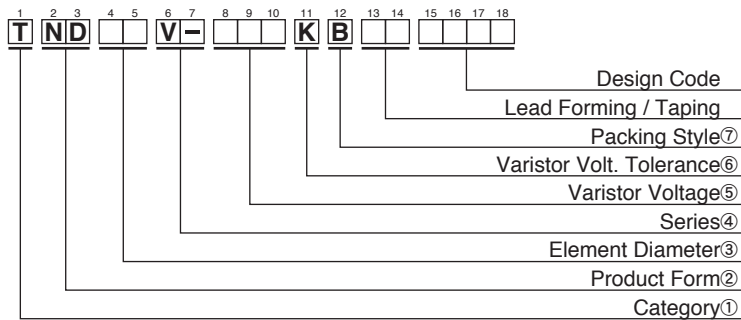 1 2 3 4 5 6 7 8 9 10 11 12 13 14 15 16 17 18
T N D V − K B
Design Code
Lead Forming / Taping
Packing Style⑦
Varistor Volt. Tolerance⑥
Varistor Voltage⑤
Series④
Element Diameter③
Product Form②
Category①